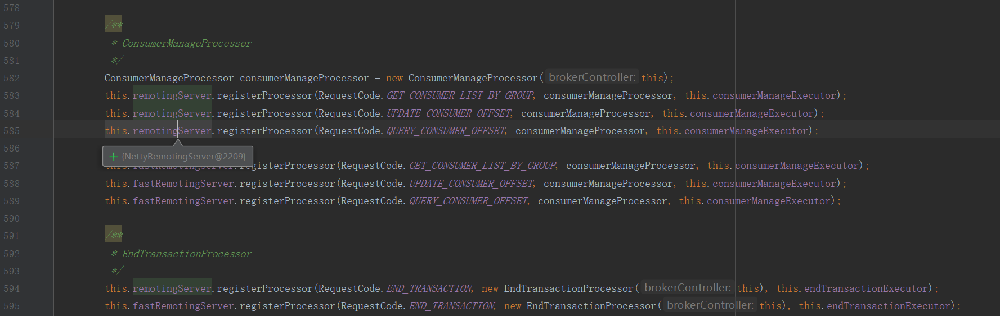 578
579 /**
580 * ConsumerManageProcessor
581 */
582 ConsumerManageProcessor consumerManageProcessor = new ConsumerManageProcessor( brokerController: this);
583 this.remotingServer.registerProcessor(RequestCode.GET_CONSUMER_LIST_BY_GROUP, consumerManageProcessor, this.consumerManageExecutor);
584 this.remotingServer.registerProcessor(RequestCode.UPDATE_CONSUMER_OFFSET, consumerManageProcessor, this.consumerManageExecutor);
585 this.remotingServer.registerProcessor(RequestCode.QUERY_CONSUMER_OFFSET, consumerManageProcessor, this.consumerManageExecutor);
586
{NettyRemotingServer@2209}
587 this.fastRemotingServer.registerProcessor(RequestCode.GET_CONSUMER_LIST_BY_GROUP, consumerManageProcessor, this.consumerManageExecutor);
588 this.fastRemotingServer.registerProcessor(RequestCode.UPDATE_CONSUMER_OFFSET, consumerManageProcessor, this.consumerManageExecutor);
589 this.fastRemotingServer.registerProcessor(RequestCode.QUERY_CONSUMER_OFFSET, consumerManageProcessor, this.consumerManageExecutor);
590
591 /**
592 * EndTransactionProcessor
593 */
594 this.remotingServer.registerProcessor(RequestCode.END_TRANSACTION, new EndTransactionProcessor( brokerController: this), this.endTransactionExecutor);
595 this.fastRemotingServer.registerProcessor(RequestCode.END_TRANSACTION, new EndTransactionProcessor( brokerController: this), this.endTransactionExecutor);